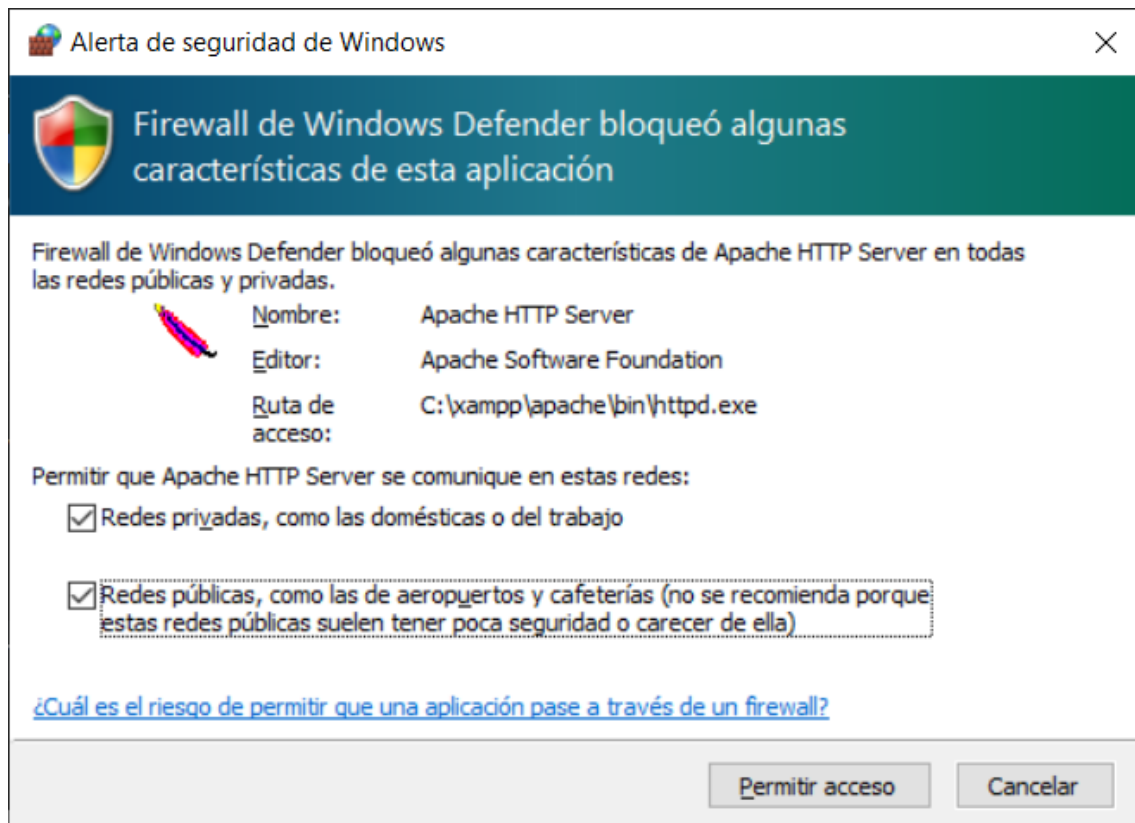 Alerta de seguridad de Windows
Firewall de Windows Defender bloqueó algunas
características de esta aplicación
Firewall de Windows Defender bloqueó algunas características de Apache HTTP Server en todas
las redes públicas y privadas.
Nombre: Apache HTTP Server
Editor: Apache Software Foundation
Ruta de C:\xampp\apache\bin\httpd.exe
acceso:
Permitir que Apache HTTP Server se comunique en estas redes:
Redes privadas, como las domésticas o del trabajo
Redes públicas, como las de aeropuertos y cafeterías (no se recomienda porque
estas redes públicas suelen tener poca seguridad o carecer de ella)
¿Cuál es el riesgo de permitir que una aplicación pase a través de un firewall?
Permitir acceso Cancelar